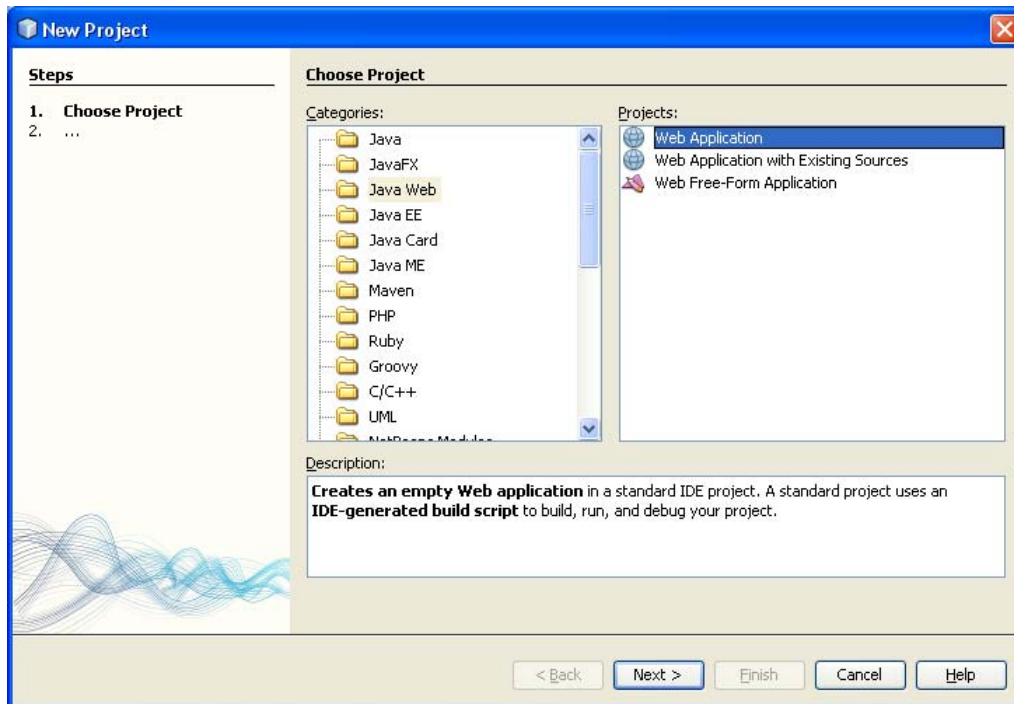 New Project
Steps
1. Choose Project
2. ...
Choose Project
Categories:
Java
JavaFX
Java Web
Java EE
Java Card
Java ME
Maven
PHP
Ruby
Groovy
C/C++
UML
NetBeans Modules
Projects:
Web Application
Web Application with Existing Sources
Web Free-Form Application
Description:
Creates an empty Web application in a standard IDE project. A standard project uses an
IDE-generated build script to build, run, and debug your project.
< Back
Next >
Finish
Cancel
Help